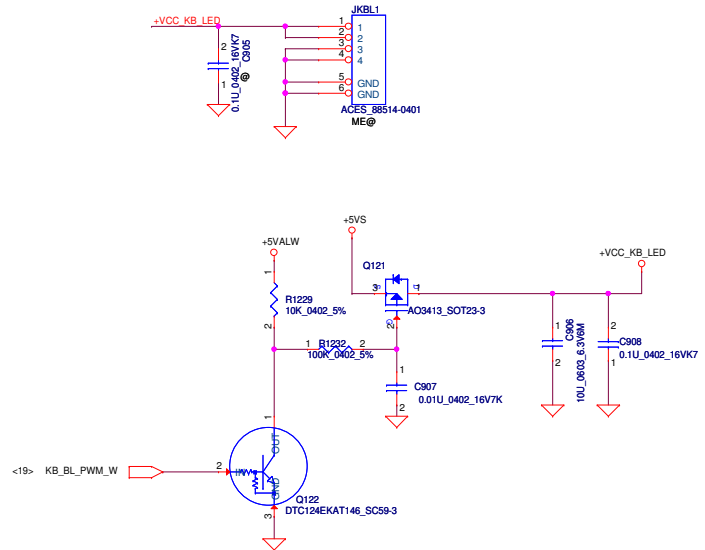 JKBL1
+VCC_KB_LED
1 1
2 2
3 3
4 4
5 GND
6 GND
ACES_88514-0401
ME@
2
1
C905
0.1U_0402_16VK7
@
+5VS
+5VALW
+VCC_KB_LED
Q121
3 S D 1
G
2
AO3413_SOT23-3
1
R1229
10K_0402_5%
2
1 R1232 2
100K_0402_5%
1
C907
0.01U_0402_16V7K
2
1
C906
10U_0603_6.3V6M
2
2
C908
0.1U_0402_16VK7
1
1
OUT
<19> KB_BL_PWM_W
2
IN
GND
3
Q122
DTC124EKAT146_SC59-3